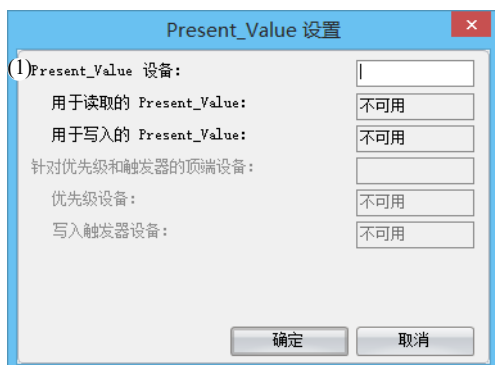 Present_Value 设置
×
(1)Present_Value 设备:
用于读取的 Present_Value: 不可用
用于写入的 Present_Value: 不可用
针对优先级和触发器的顶端设备:
优先级设备: 不可用
写入触发器设备: 不可用
确定 取消